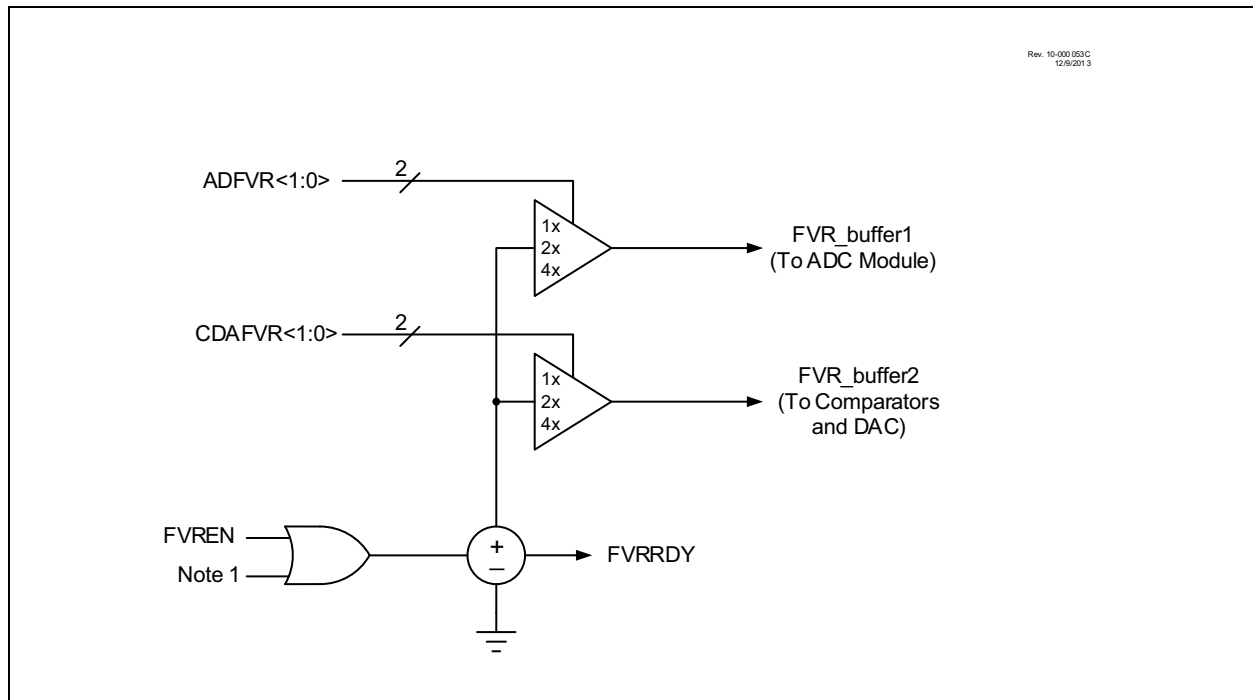 Rev. 10-000 053C
12/9/201 3
2
ADFVR<1:0>
1x
2x
4x
FVR_buffer1
(To ADC Module)
2
CDAFVR<1:0>
1x
2x
4x
FVR_buffer2
(To Comparators
and DAC)
FVREN
Note 1
+
–
FVRRDY